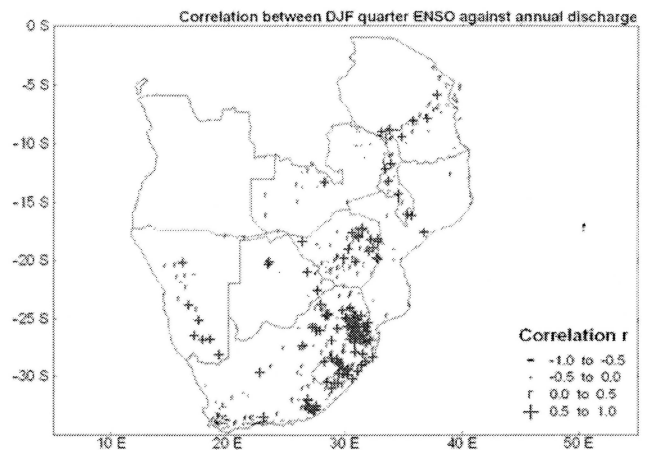 Correlation between DJF quarter ENSO against annual discharge
0 S
-5 S
-10 S
-15 S
-20 S
-25 S
-30 S
Correlation r
-1.0 to -0.5
-0.5 to 0.0
0.0 to 0.5
0.5 to 1.0
10 E
20 E
30 E
40 E
50 E